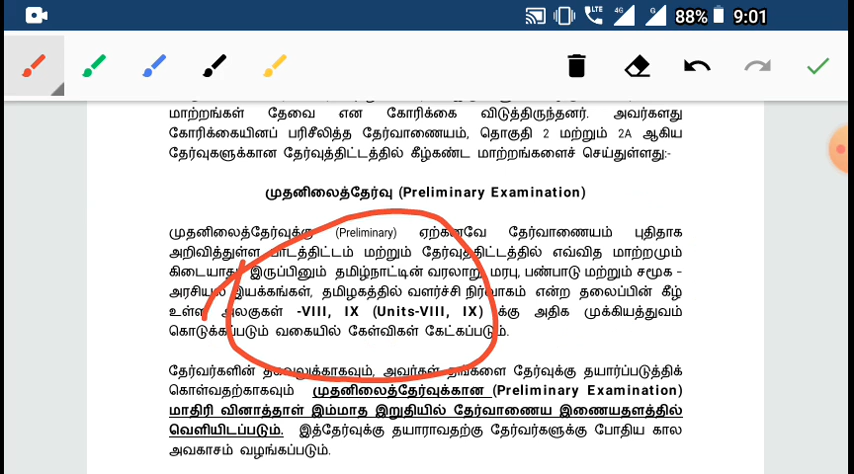 LTE 4G G 88% 9:01
மாற்றங்கள் தேவை என கோரிக்கை விடுத்திருந்தனர். அவர்களது
கோரிக்கையினப் பரிசீலித்த தேர்வாணையம், தொகுதி 2 மற்றும் 2A ஆகிய
தேர்வுகளுக்கான தேர்வுத்திட்டத்தில் கீழ்கண்ட மாற்றங்களைச் செய்துள்ளது:-
முதனிலைத்தேர்வு (Preliminary Examination)
முதனிலைத்தேர்வுக்கு (Preliminary) ஏற்கனவே தேர்வாணையம் புதிதாக
அறிவித்துள்ள பாடத்திட்டம் மற்றும் தேர்வுத்திட்டத்தில் எவ்வித மாற்றமும்
கிடையாது. இருப்பினும் தமிழ்நாட்டின் வரலாறு, மரபு, பண்பாடு மற்றும் சமூக -
அரசியல் இயக்கங்கள், தமிழகத்தில் வளர்ச்சி நிர்வாகம் என்ற தலைப்பின் கீழ்
உள்ள அலகுகள் -VIII, IX (Units-VIII, IX) க்கு அதிக முக்கியத்துவம்
கொடுக்கப்படும் வகையில் கேள்விகள் கேட்கப்படும்.
தேர்வர்களின் தகவலுக்காகவும், அவர்கள் தங்களை தேர்வுக்கு தயார்படுத்திக்
கொள்வதற்காகவும் முதனிலைத்தேர்வுக்கான (Preliminary Examination)
மாதிரி வினாத்தாள் இம்மாத இறுதியில் தேர்வாணைய இணையதளத்தில்
வெளியிடப்படும். இத்தேர்வுக்கு தயாராவதற்கு தேர்வர்களுக்கு போதிய கால
அவகாசம் வழங்கப்படும்.